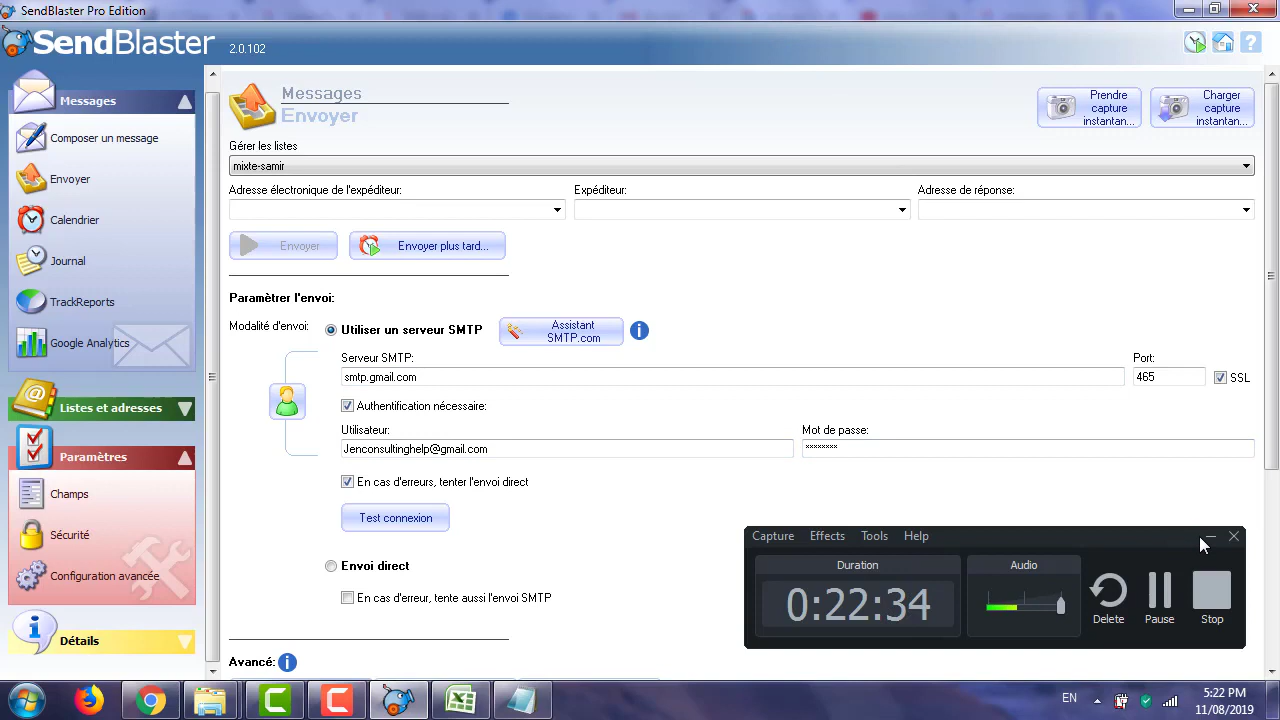 SendBlaster Pro Edition
SendBlaster 2.0.102
Messages
Composer un message
Envoyer
Calendrier
Journal
TrackReports
Google Analytics
Listes et adresses
Paramètres
Champs
Sécurité
Configuration avancée
Détails
Messages
Envoyer
Prendre
capture
instantan...
Charger
capture
instantan...
Gérer les listes
mixte-samir
Adresse électronique de l'expéditeur:
Expéditeur:
Adresse de réponse:
Envoyer
Envoyer plus tard...
Paramètrer l'envoi:
Modalité d'envoi:
Utiliser un serveur SMTP
Assistant
SMTP.com
Serveur SMTP:
Port:
smtp.gmail.com
465
SSL
Authentification nécessaire:
Utilisateur:
Mot de passe:
Jenconsultinghelp@gmail.com
********
En cas d'erreurs, tenter l'envoi direct
Test connexion
Envoi direct
En cas d'erreur, tente aussi l'envoi SMTP
Avancé:
Capture Effects Tools Help
Duration
0:22:34
Audio
Delete
Pause
Stop
EN
5:22 PM
11/08/2019